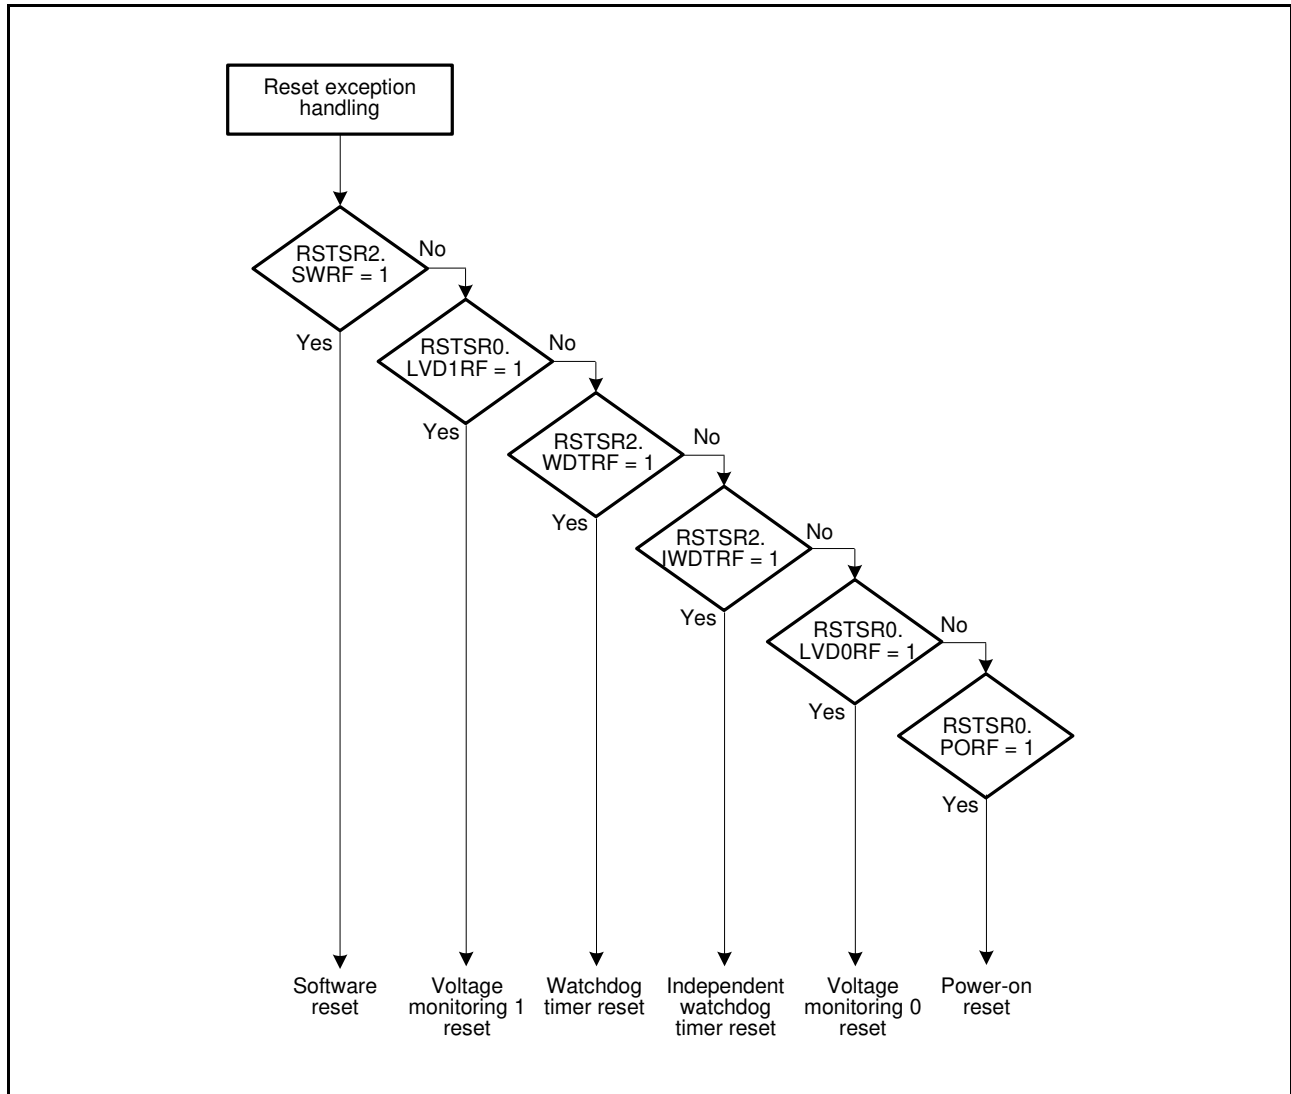 Reset exception
handling
RSTSR2.
SWRF = 1
No
Yes
RSTSR0.
LVD1RF = 1
No
Yes
RSTSR2.
WDTRF = 1
No
Yes
RSTSR2.
IWDTRF = 1
No
Yes
RSTSR0.
LVD0RF = 1
No
Yes
RSTSR0.
PORF = 1
Yes
Software
reset
Voltage
monitoring 1
reset
Watchdog
timer reset
Independent
watchdog
timer reset
Voltage
monitoring 0
reset
Power-on
reset